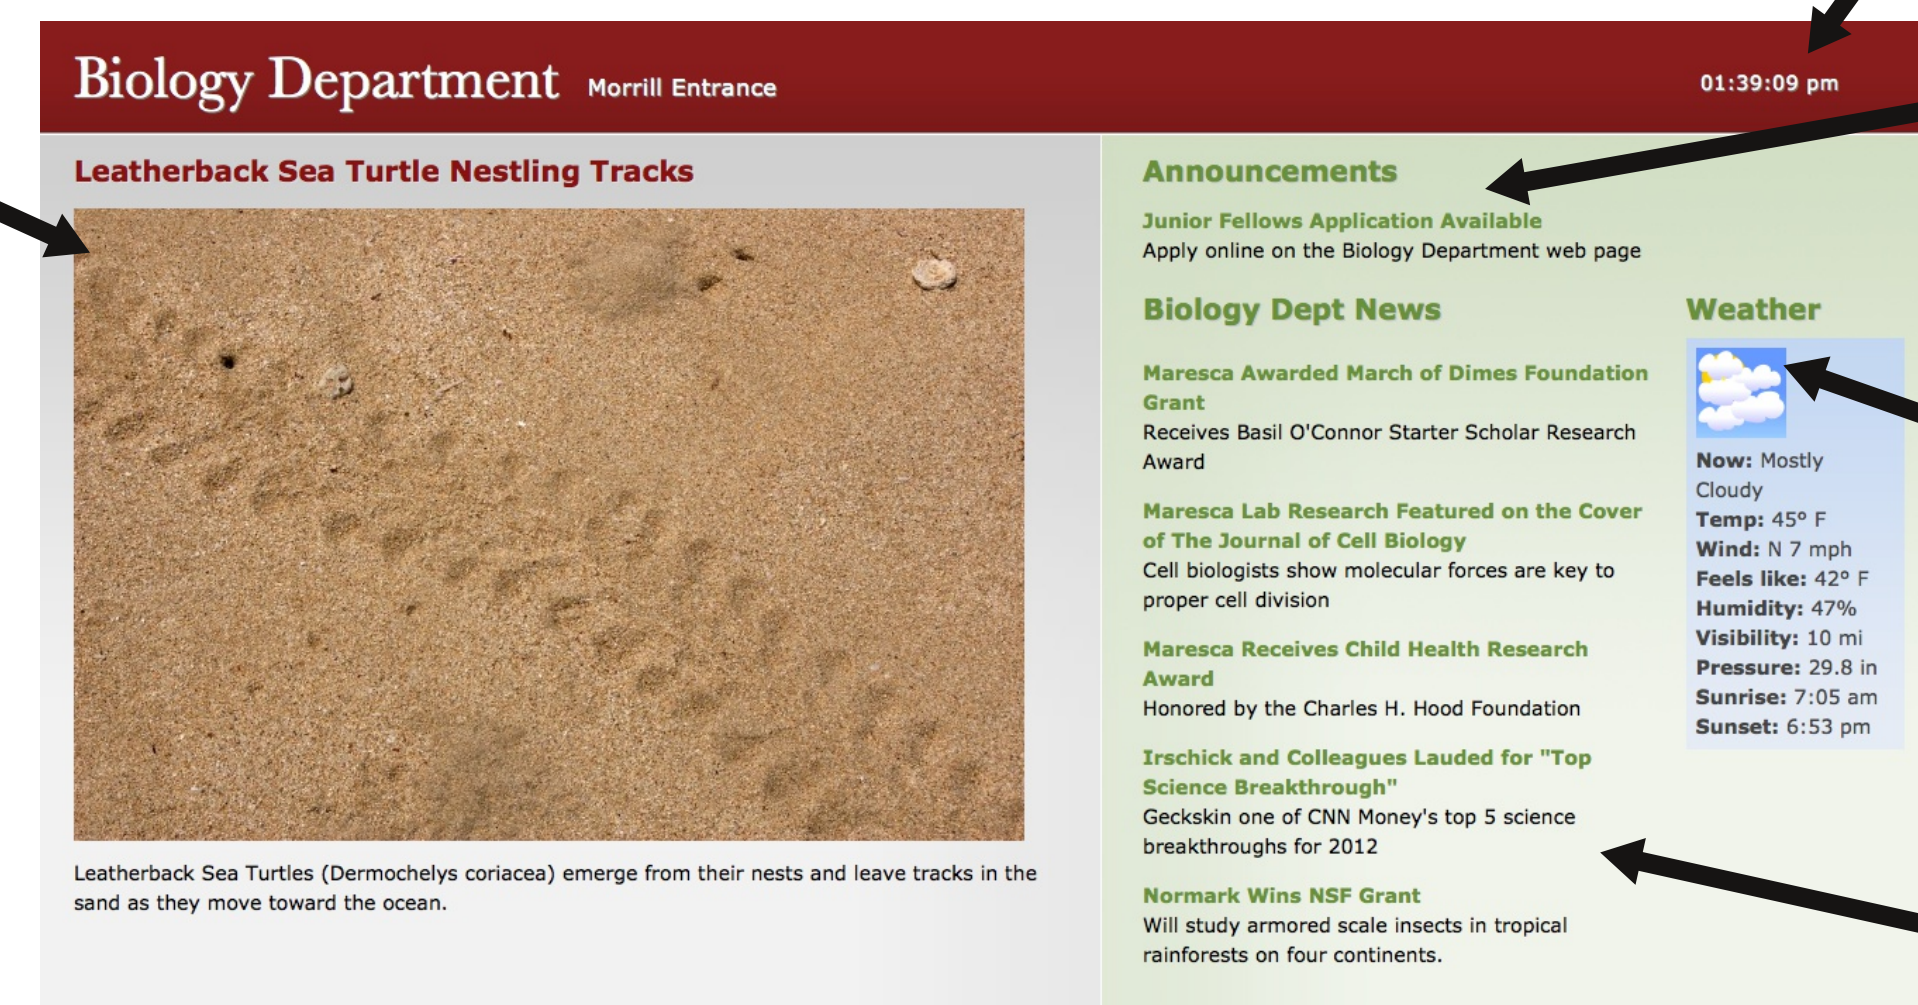 Biology Department Morrill Entrance
01:39:09 pm
Leatherback Sea Turtle Nestling Tracks
Leatherback Sea Turtles (Dermochelys coriacea) emerge from their nests and leave tracks in the
sand as they move toward the ocean.
Announcements
Junior Fellows Application Available
Apply online on the Biology Department web page
Biology Dept News
Maresca Awarded March of Dimes Foundation
Grant
Receives Basil O'Connor Starter Scholar Research
Award
Maresca Lab Research Featured on the Cover
of The Journal of Cell Biology
Cell biologists show molecular forces are key to
proper cell division
Maresca Receives Child Health Research
Award
Honored by the Charles H. Hood Foundation
Irschick and Colleagues Lauded for "Top
Science Breakthrough"
Geckskin one of CNN Money's top 5 science
breakthroughs for 2012
Normark Wins NSF Grant
Will study armored scale insects in tropical
rainforests on four continents.
Weather
Now: Mostly
Cloudy
Temp: 45º F
Wind: N 7 mph
Feels like: 42º F
Humidity: 47%
Visibility: 10 mi
Pressure: 29.8 in
Sunrise: 7:05 am
Sunset: 6:53 pm